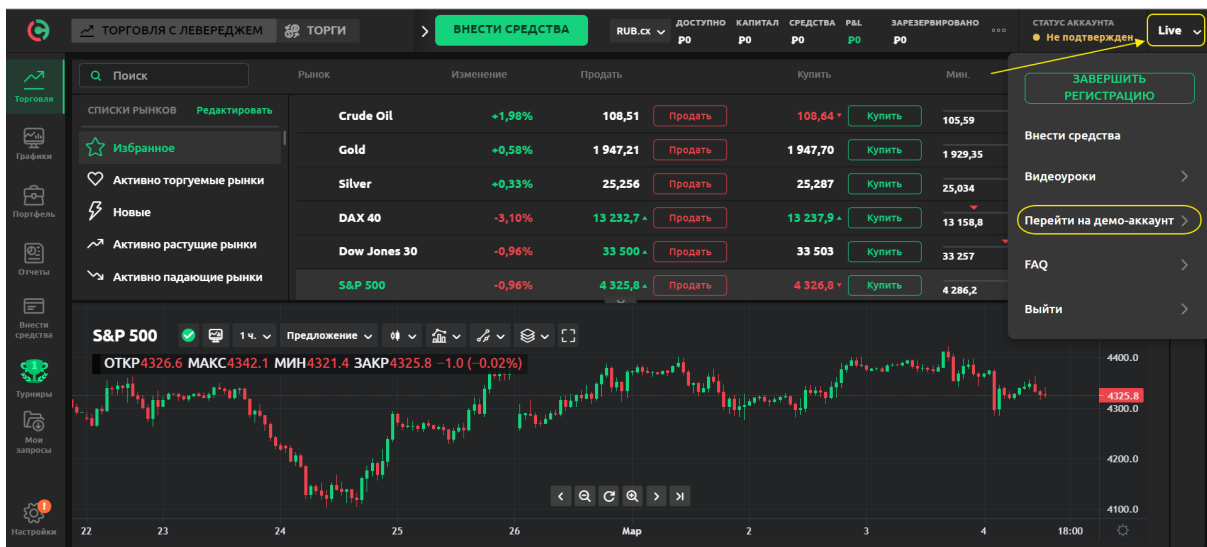 ТОРГОВЛЯ С ЛЕВЕРЕДЖЕМ ТОРГИ ВНЕСТИ СРЕДСТВА RUB.cx
ДОСТУПНО КАПИТАЛ СРЕДСТВА P&L ЗАРЕЗЕРВИРОВАНО
₽0 ₽0 ₽0 ₽0 ₽0
СТАТУС АККАУНТА
Не подтвержден
Live
Торговля
Графики
Портфель
Отчеты
Внести
средства
1
Турниры
Мои
запросы
!
Настройки
Поиск
СПИСКИ РЫНКОВ Редактировать
Избранное
Активно торгуемые рынки
Новые
Активно растущие рынки
Активно падающие рынки
Рынок Изменение Продать Купить Мин.
Crude Oil +1,98% 108,51 Продать 108,64 Купить 105,59
Gold +0,58% 1 947,21 Продать 1 947,70 Купить 1 929,35
Silver +0,33% 25,256 Продать 25,287 Купить 25,034
DAX 40 -3,10% 13 232,7 Продать 13 237,9 Купить 13 158,8
Dow Jones 30 -0,96% 33 500 Продать 33 503 Купить 33 257
S&P 500 -0,96% 4 325,8 Продать 4 326,8 Купить 4 286,2
ЗАВЕРШИТЬ
РЕГИСТРАЦИЮ
Внести средства
Видеоуроки
Перейти на демо-аккаунт
FAQ
Выйти
S&P 500 1 ч. Предложение
ОТКР4326.6 МАКС4342.1 МИН4321.4 ЗАКР4325.8 −1.0 (−0.02%)
4400.0
4325.8
4300.0
4200.0
4100.0
22 23 24 25 26 Мар 2 3 4 18:00